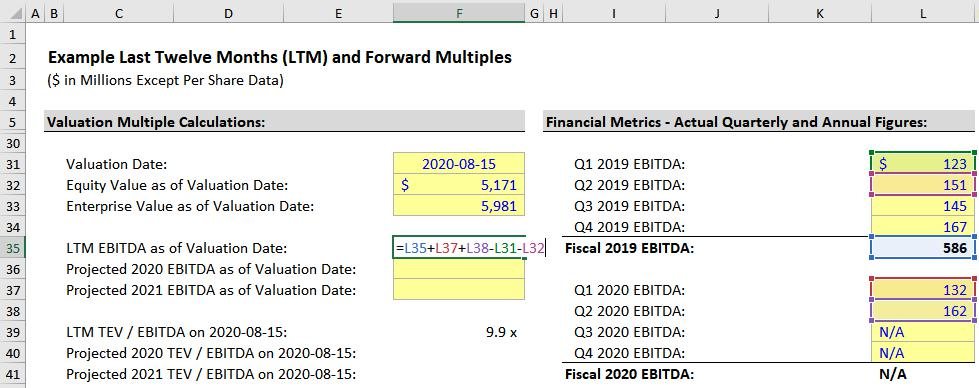 A B C D E F G H I J K L
1
2 Example Last Twelve Months (LTM) and Forward Multiples
3 ($ in Millions Except Per Share Data)
4
5 Valuation Multiple Calculations: Financial Metrics - Actual Quarterly and Annual Figures:
30
31 Valuation Date: 2020-08-15 Q1 2019 EBITDA: $ 123
32 Equity Value as of Valuation Date: $ 5,171 Q2 2019 EBITDA: 151
33 Enterprise Value as of Valuation Date: 5,981 Q3 2019 EBITDA: 145
34 Q4 2019 EBITDA: 167
35 LTM EBITDA as of Valuation Date: =L35+L37+L38-L31-L32 Fiscal 2019 EBITDA: 586
36 Projected 2020 EBITDA as of Valuation Date:
37 Projected 2021 EBITDA as of Valuation Date: Q1 2020 EBITDA: 132
38 Q2 2020 EBITDA: 162
39 LTM TEV / EBITDA on 2020-08-15: 9.9 x Q3 2020 EBITDA: N/A
40 Projected 2020 TEV / EBITDA on 2020-08-15: Q4 2020 EBITDA: N/A
41 Projected 2021 TEV / EBITDA on 2020-08-15: Fiscal 2020 EBITDA: N/A